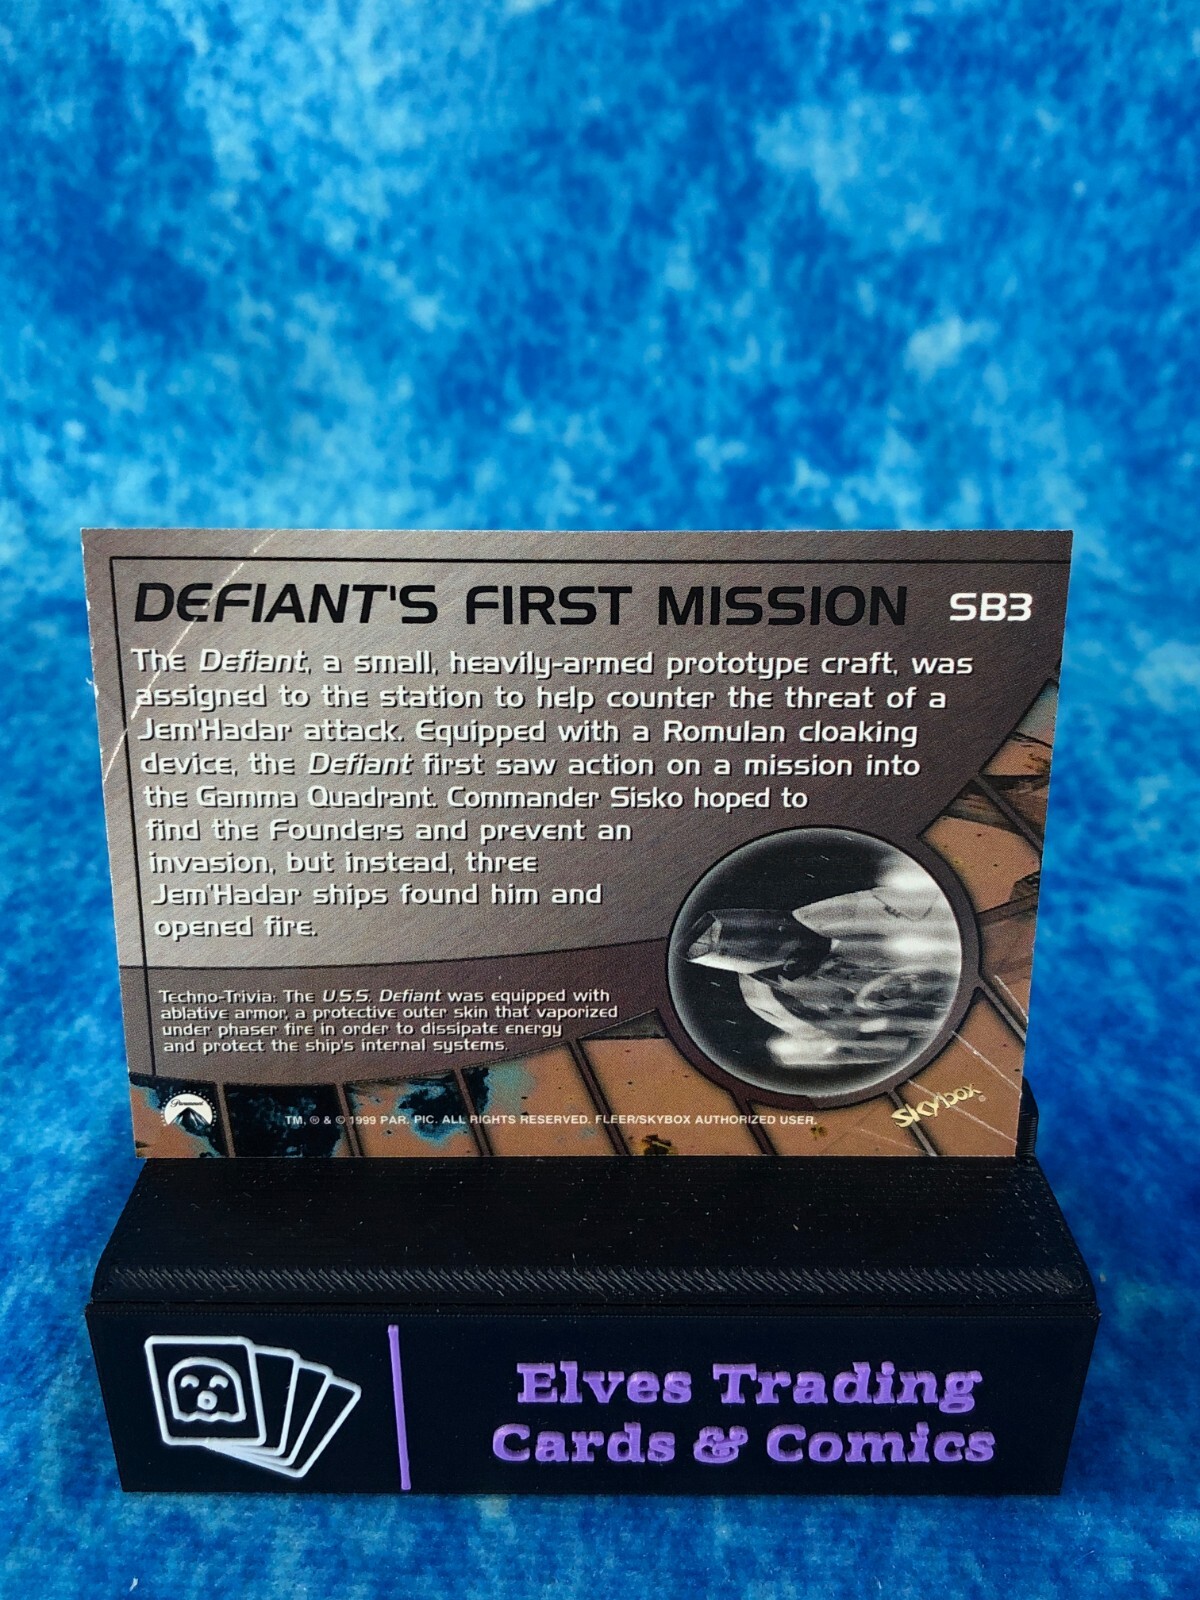 DEFIANT'S FIRST MISSION SB3
The Defiant, a small, heavily-armed prototype craft, was
assigned to the station to help counter the threat of a
Jem'Hadar attack. Equipped with a Romulan cloaking
device, the Defiant first saw action on a mission into
the Gamma Quadrant. Commander Sisko hoped to
find the Founders and prevent an
invasion, but instead, three
Jem'Hadar ships found him and
opened fire.
Techno-Trivia: The U.S.S. Defiant was equipped with
ablative armor, a protective outer skin that vaporized
under phaser fire in order to dissipate energy
and protect the ship's internal systems.
Paramount
TM, ® & © 1999 PAR. PIC. ALL RIGHTS RESERVED. FLEER/SKYBOX AUTHORIZED USER.
SkyBox®
Elves Trading
Cards & Comics